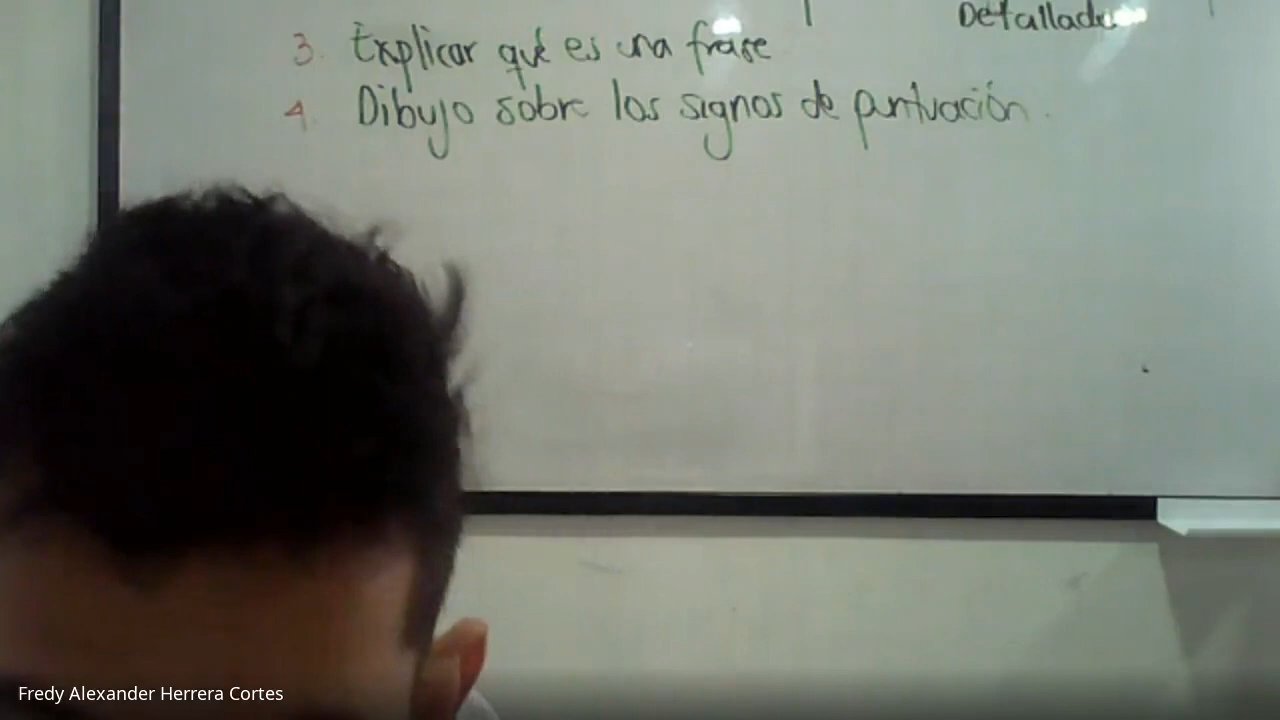 Detallado
3. Explicar qué es una frase
4. Dibujo sobre los signos de puntuación.
Fredy Alexander Herrera Cortes